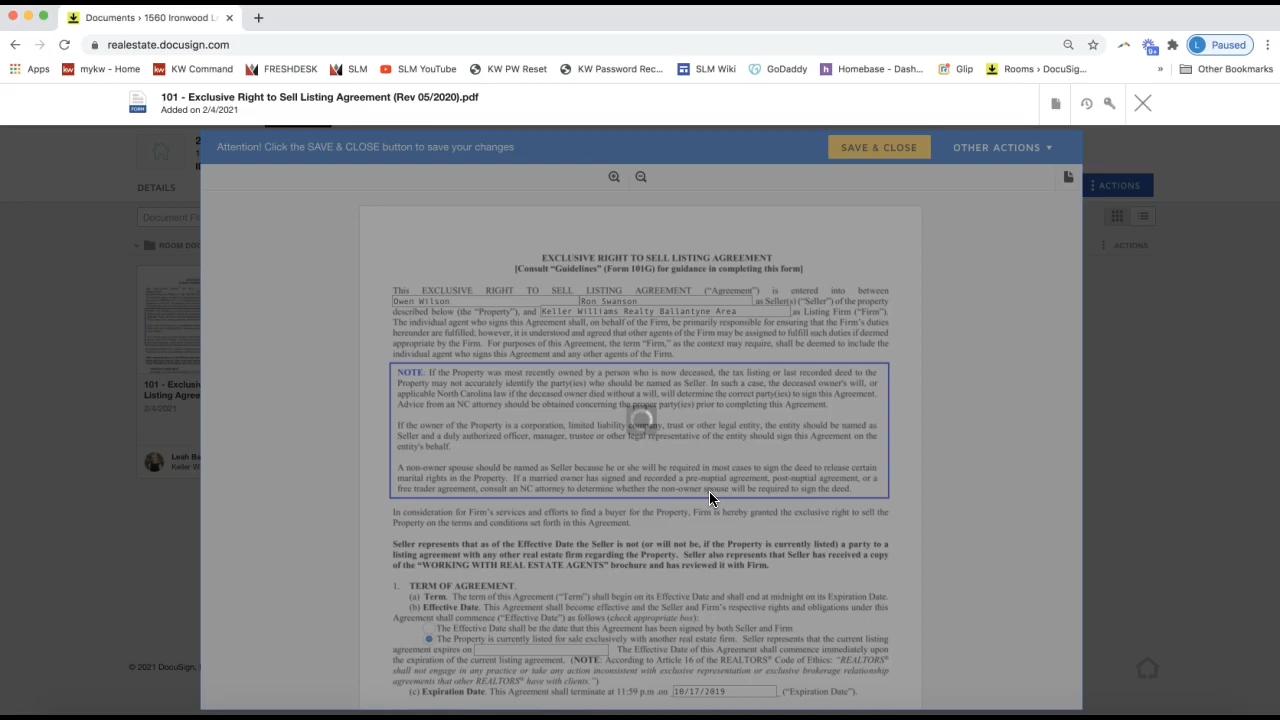 Documents › 1560 Ironwood L
realestate.docusign.com
L Paused
Apps mykw - Home KW Command FRESHDESK SLM SLM YouTube KW PW Reset KW Password Rec... SLM Wiki GoDaddy Homebase - Dash... Glip Rooms › DocuSig... » Other Bookmarks
101 - Exclusive Right to Sell Listing Agreement (Rev 05/2020).pdf
FORM
Added on 2/4/2021
Attention! Click the SAVE & CLOSE button to save your changes
SAVE & CLOSE
OTHER ACTIONS
DETAILS
ACTIONS
Document Fi
ROOM DO
ACTIONS
EXCLUSIVE RIGHT TO SELL LISTING AGREEMENT
[Consult “Guidelines” (Form 101G) for guidance in completing this form]
This EXCLUSIVE RIGHT TO SELL LISTING AGREEMENT (“Agreement”) is entered into between
Owen Wilson Ron Swanson as Seller(s) (“Seller”) of the property
described below (the “Property”), and Keller Williams Realty Ballantyne Area as Listing Firm (“Firm”).
The individual agent who signs this Agreement shall, on behalf of the Firm, be primarily responsible for ensuring that the Firm's duties
hereunder are fulfilled; however, it is understood and agreed that other agents of the Firm may be assigned to fulfill such duties if deemed
appropriate by the Firm. For purposes of this Agreement, the term “Firm,” as the context may require, shall be deemed to include the
individual agent who signs this Agreement and any other agents of the Firm.
NOTE: If the Property was most recently owned by a person who is now deceased, the tax listing or last recorded deed to the
Property may not accurately identify the party(ies) who should be named as Seller. In such a case, the deceased owner's will, or
applicable North Carolina law if the deceased owner died without a will, will determine the correct party(ies) to sign this Agreement.
Advice from an NC attorney should be obtained concerning the proper party(ies) prior to completing this Agreement.
If the owner of the Property is a corporation, limited liability company, trust or other legal entity, the entity should be named as
Seller and a duly authorized officer, manager, trustee or other legal representative of the entity should sign this Agreement on the
entity's behalf.
A non-owner spouse should be named as Seller because he or she will be required in most cases to sign the deed to release certain
marital rights in the Property. If a married owner has signed and recorded a pre-nuptial agreement, post-nuptial agreement, or a
free trader agreement, consult an NC attorney to determine whether the non-owner spouse will be required to sign the deed.
In consideration for Firm's services and efforts to find a buyer for the Property, Firm is hereby granted the exclusive right to sell the
Property on the terms and conditions set forth in this Agreement.
Seller represents that as of the Effective Date the Seller is not (or will not be, if the Property is currently listed) a party to a
listing agreement with any other real estate firm regarding the Property. Seller also represents that Seller has received a copy
of the “WORKING WITH REAL ESTATE AGENTS” brochure and has reviewed it with Firm.
1. TERM OF AGREEMENT.
(a) Term. The term of this Agreement (“Term”) shall begin on its Effective Date and shall end at midnight on its Expiration Date.
(b) Effective Date. This Agreement shall become effective and the Seller and Firm's respective rights and obligations under this
Agreement shall commence (“Effective Date”) as follows (check appropriate box):
The Effective Date shall be the date that this Agreement has been signed by both Seller and Firm
The Property is currently listed for sale exclusively with another real estate firm. Seller represents that the current listing
agreement expires on The Effective Date of this Agreement shall commence immediately upon
the expiration of the current listing agreement. (NOTE: According to Article 16 of the REALTORS® Code of Ethics: “REALTORS®
shall not engage in any practice or take any action inconsistent with exclusive representation or exclusive brokerage relationship
agreements that other REALTORS® have with clients.”)
(c) Expiration Date. This Agreement shall terminate at 11:59 p.m .on 10/17/2019 (“Expiration Date”).
101 - Exclusiv
Listing Agree
2/4/2021
Leah Ba
Keller W
© 2021 DocuSign,